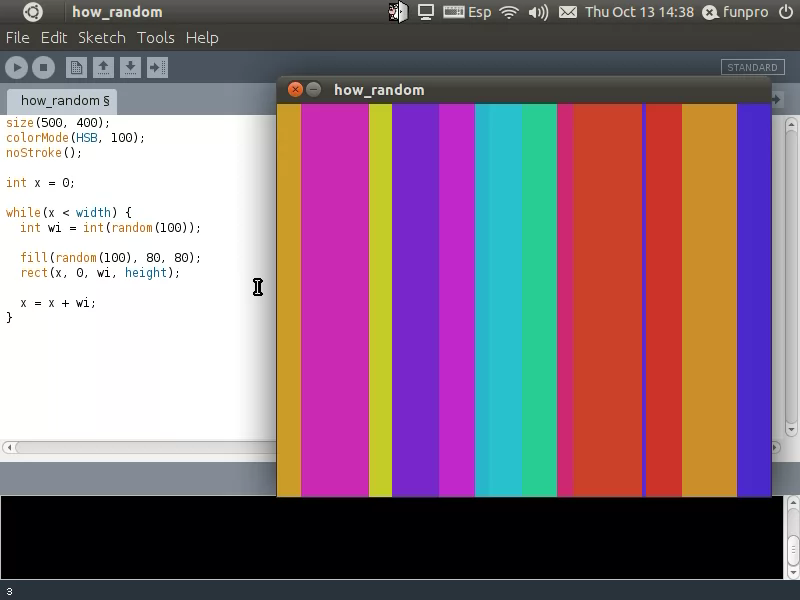 how_random
Esp
Thu Oct 13 14:38
funpro
File Edit Sketch Tools Help
STANDARD
how_random §
how_random
size(500, 400);
colorMode(HSB, 100);
noStroke();
int x = 0;
while(x < width) {
int wi = int(random(100));
fill(random(100), 80, 80);
rect(x, 0, wi, height);
x = x + wi;
}
3